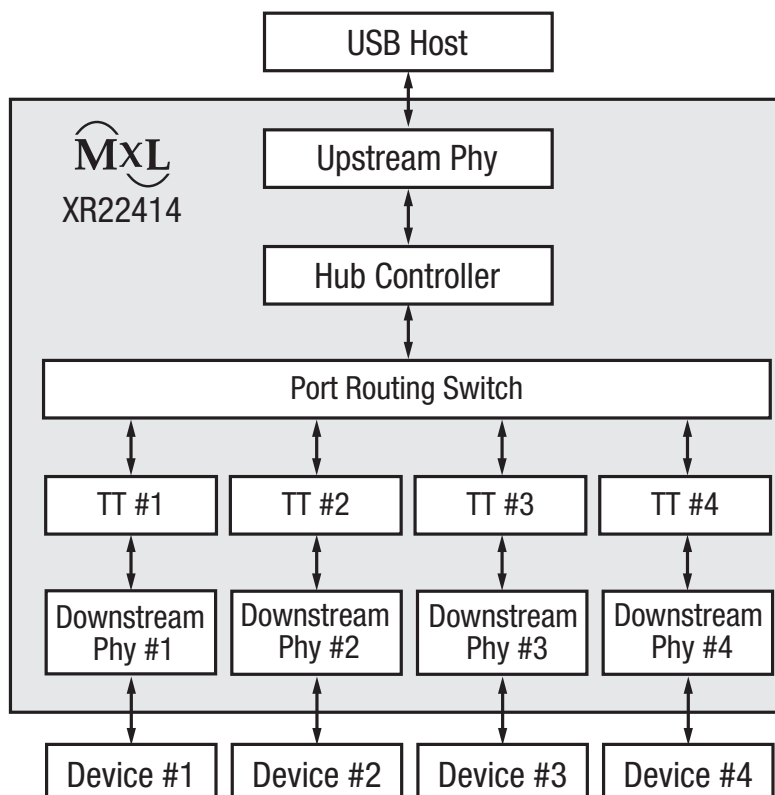 USB Host
MxL
XR22414
Upstream Phy
Hub Controller
Port Routing Switch
TT #1
TT #2
TT #3
TT #4
Downstream
Phy #1
Downstream
Phy #2
Downstream
Phy #3
Downstream
Phy #4
Device #1
Device #2
Device #3
Device #4